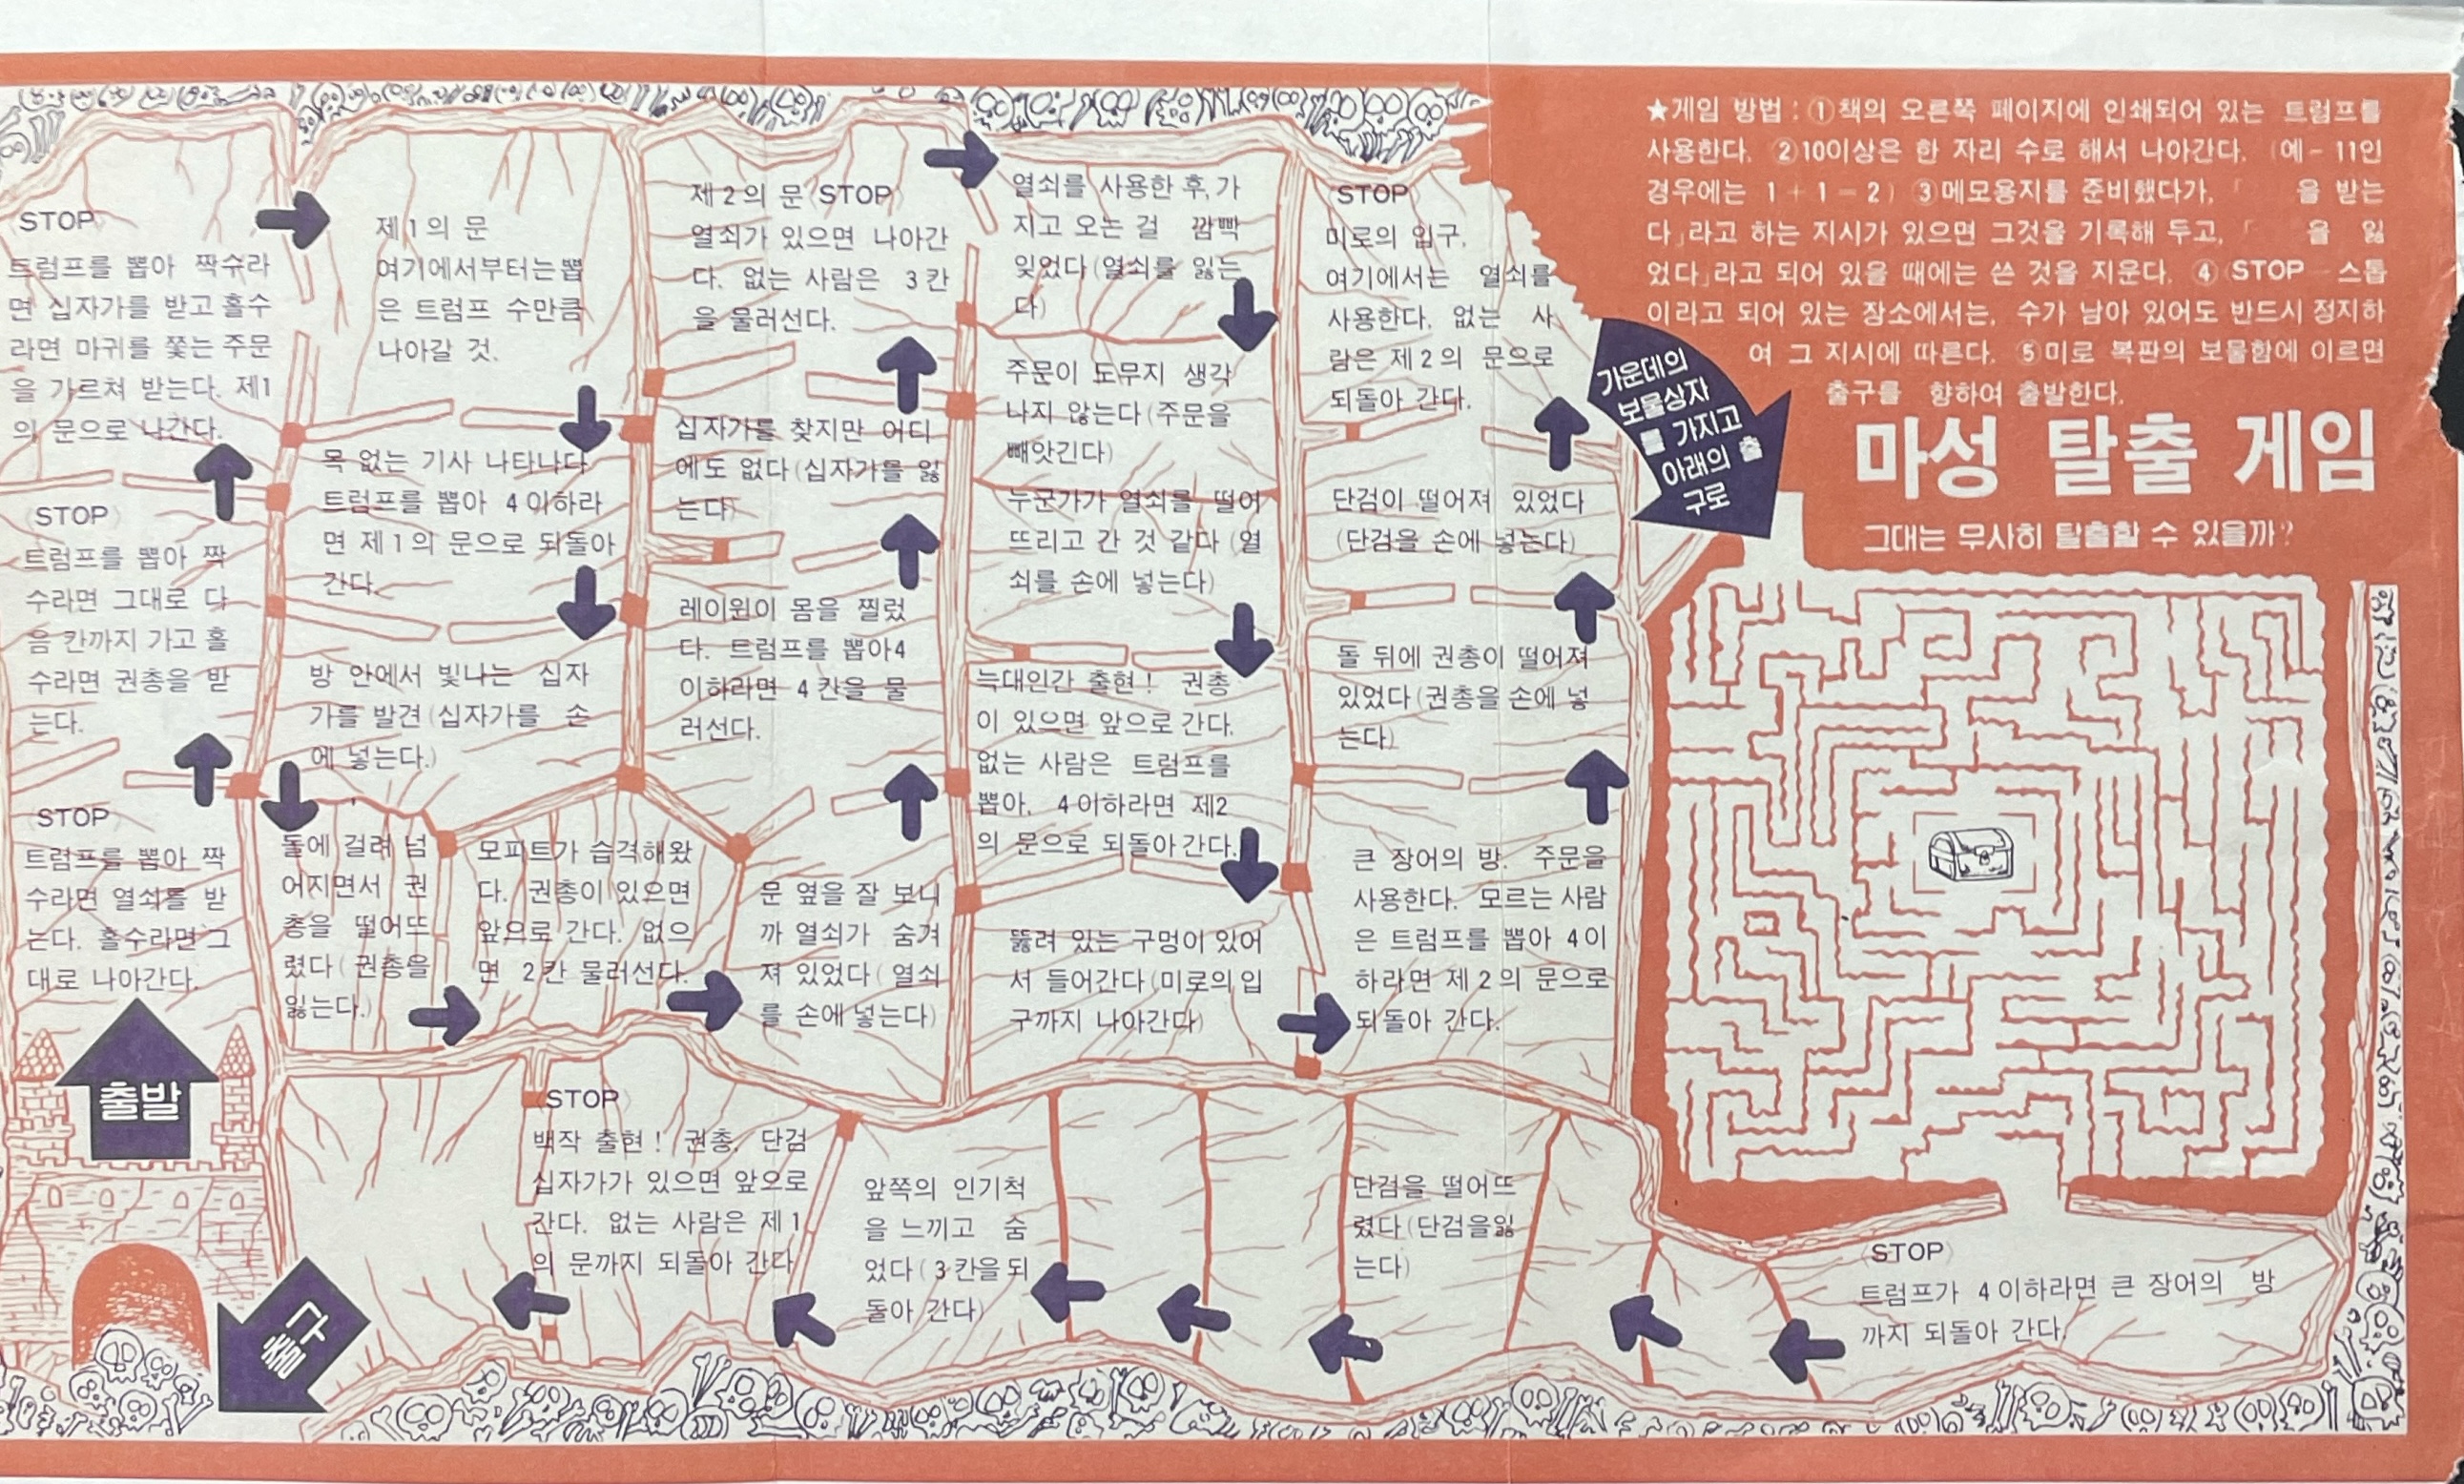 ★게임 방법 : ①책의 오른쪽 페이지에 인쇄되어 있는 트럼프를
사용한다. ②10이상은 한 자리 수로 해서 나아간다. (예- 11인
경우에는 1+1=2) ③메모용지를 준비했다가, 「 을 받는
다」라고 하는 지시가 있으면 그것을 기록해 두고, 「 을 잃
었다」라고 되어 있을 때에는 쓴 것을 지운다. ④(STOP 스톱
이라고 되어 있는 장소에서는, 수가 남아 있어도 반드시 정지하
여 그 지시에 따른다. ⑤미로 복판의 보물함에 이르면
출구를 향하여 출발한다.
마성 탈출 게임
그대는 무사히 탈출할 수 있을까?
출발
(STOP)
트럼프를 뽑아 짝
수라면 열쇠를 받
는다. 홀수라면 그
대로 나아간다.
(STOP)
트럼프를 뽑아 짝
수라면 그대로 다
음 칸까지 가고 홀
수라면 권총을 받
는다.
STOP
트럼프를 뽑아 짝슈라
면 십자가를 받고 홀수
라면 마귀를 쫓는 주문
을 가르쳐 받는다. 제1
의 문으로 나간다.
제1의 문
여기에서부터는 뽑
은 트럼프 수만큼
나아갈 것.
목 없는 기사 나타나다
트럼프를 뽑아 4이하라
면 제1의 문으로 되돌아
간다.
방 안에서 빛나는 십자
가를 발견(십자가를 손
에 넣는다.)
돌에 걸려 넘
어지면서 권
총을 떨어뜨
렸다(권총을
잃는다.)
모피트가 습격해왔
다. 권총이 있으면
앞으로 간다. 없으
면 2칸 물러선다.
문 옆을 잘 보니
까 열쇠가 숨겨
져 있었다(열쇠
를 손에 넣는다)
레이윈이 몸을 찔렀
다. 트럼프를 뽑아4
이하라면 4칸을 물
러선다.
십자가를 찾지만 어디
에도 없다(십자가를 잃
는다)
제2의 문(STOP)
열쇠가 있으면 나아간
다. 없는 사람은 3칸
을 물러선다.
열쇠를 사용한 후,가
지고 오는 걸 깜빡
잊었다(열쇠를 잃는
다)
주문이 도무지 생각
나지 않는다(주문을
빼앗긴다)
누군가가 열쇠를 떨어
뜨리고 간 것 같다(열
쇠를 손에 넣는다)
늑대인간 출현! 권총
이 있으면 앞으로 간다.
없는 사람은 트럼프를
뽑아, 4이하라면 제2
의 문으로 되돌아 간다.
뚫려 있는 구멍이 있어
서 들어간다(미로의 입
구까지 나아간다)
큰 장어의 방. 주문을
사용한다. 모르는 사람
은 트럼프를 뽑아 4이
하라면 제2의 문으로
되돌아 간다.
돌 뒤에 권총이 떨어져
있었다(권총을 손에 넣
는다)
단검이 떨어져 있었다
(단검을 손에 넣는다)
STOP
미로의 입구.
여기에서는 열쇠를
사용한다. 없는 사
람은 제2의 문으로
되돌아 간다.
가운데의
보물상자
를 가지고
아래의 출
구로
(STOP)
트럼프가 4이하라면 큰 장어의 방
까지 되돌아 간다.
단검을 떨어뜨
렸다(단검을잃
는다)
앞쪽의 인기척
을 느끼고 숨
었다(3칸을되
돌아 간다)
(STOP)
백작 출현! 권총, 단검
십자가가 있으면 앞으로
간다. 없는 사람은 제1
의 문까지 되돌아 간다
출구